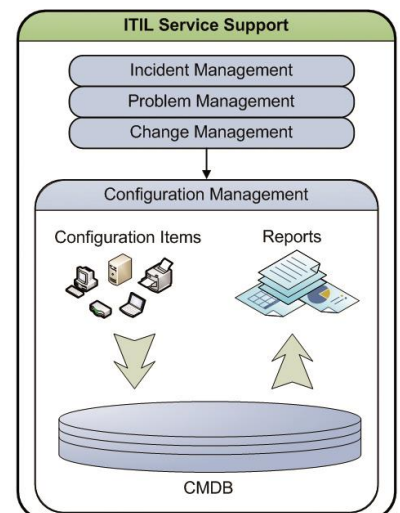 ITIL Service Support
Incident Management
Problem Management
Change Management
Configuration Management
Configuration Items
Reports
CMDB